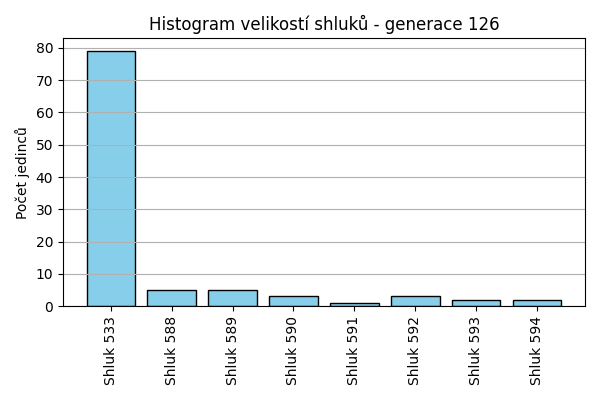 Histogram velikostí shluků - generace 126
Počet jedinců
80
70
60
50
40
30
20
10
0
Shluk 533
Shluk 588
Shluk 589
Shluk 590
Shluk 591
Shluk 592
Shluk 593
Shluk 594